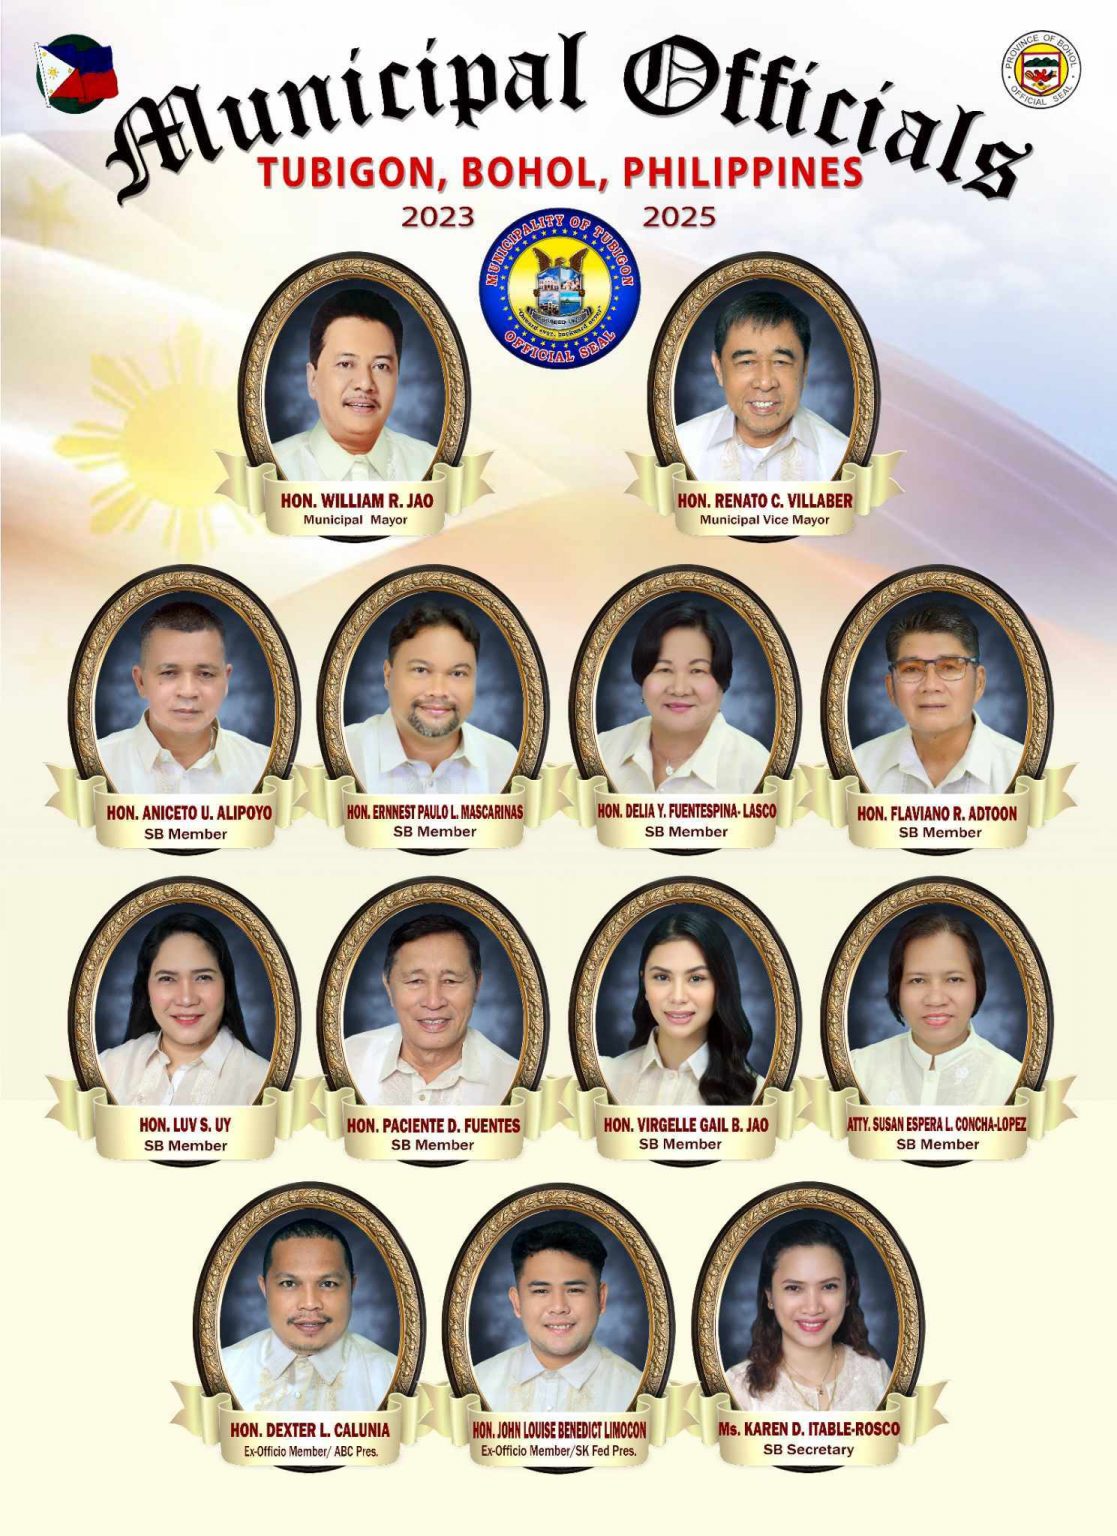 Municipal Officials
PROVINCE OF BOHOL
OFFICIAL SEAL
TUBIGON, BOHOL, PHILIPPINES
2023 2025
MUNICIPALITY OF TUBIGON
OFFICIAL SEAL
HON. WILLIAM R. JAO
Municipal Mayor
HON. RENATO C. VILLABER
Municipal Vice Mayor
HON. ANICETO U. ALIPOYO
SB Member
HON. ERNNEST PAULO L. MASCARINAS
SB Member
HON. DELIA Y. FUENTESPINA- LASCO
SB Member
HON. FLAVIANO R. ADTOON
SB Member
HON. LUV S. UY
SB Member
HON. PACIENTE D. FUENTES
SB Member
HON. VIRGELLE GAIL B. JAO
SB Member
ATTY. SUSAN ESPERA L. CONCHA-LOPEZ
SB Member
HON. DEXTER L. CALUNIA
Ex-Officio Member/ ABC Pres.
HON. JOHN LOUISE BENEDICT LIMOCON
Ex-Officio Member/SK Fed Pres.
Ms. KAREN D. ITABLE-ROSCO
SB Secretary